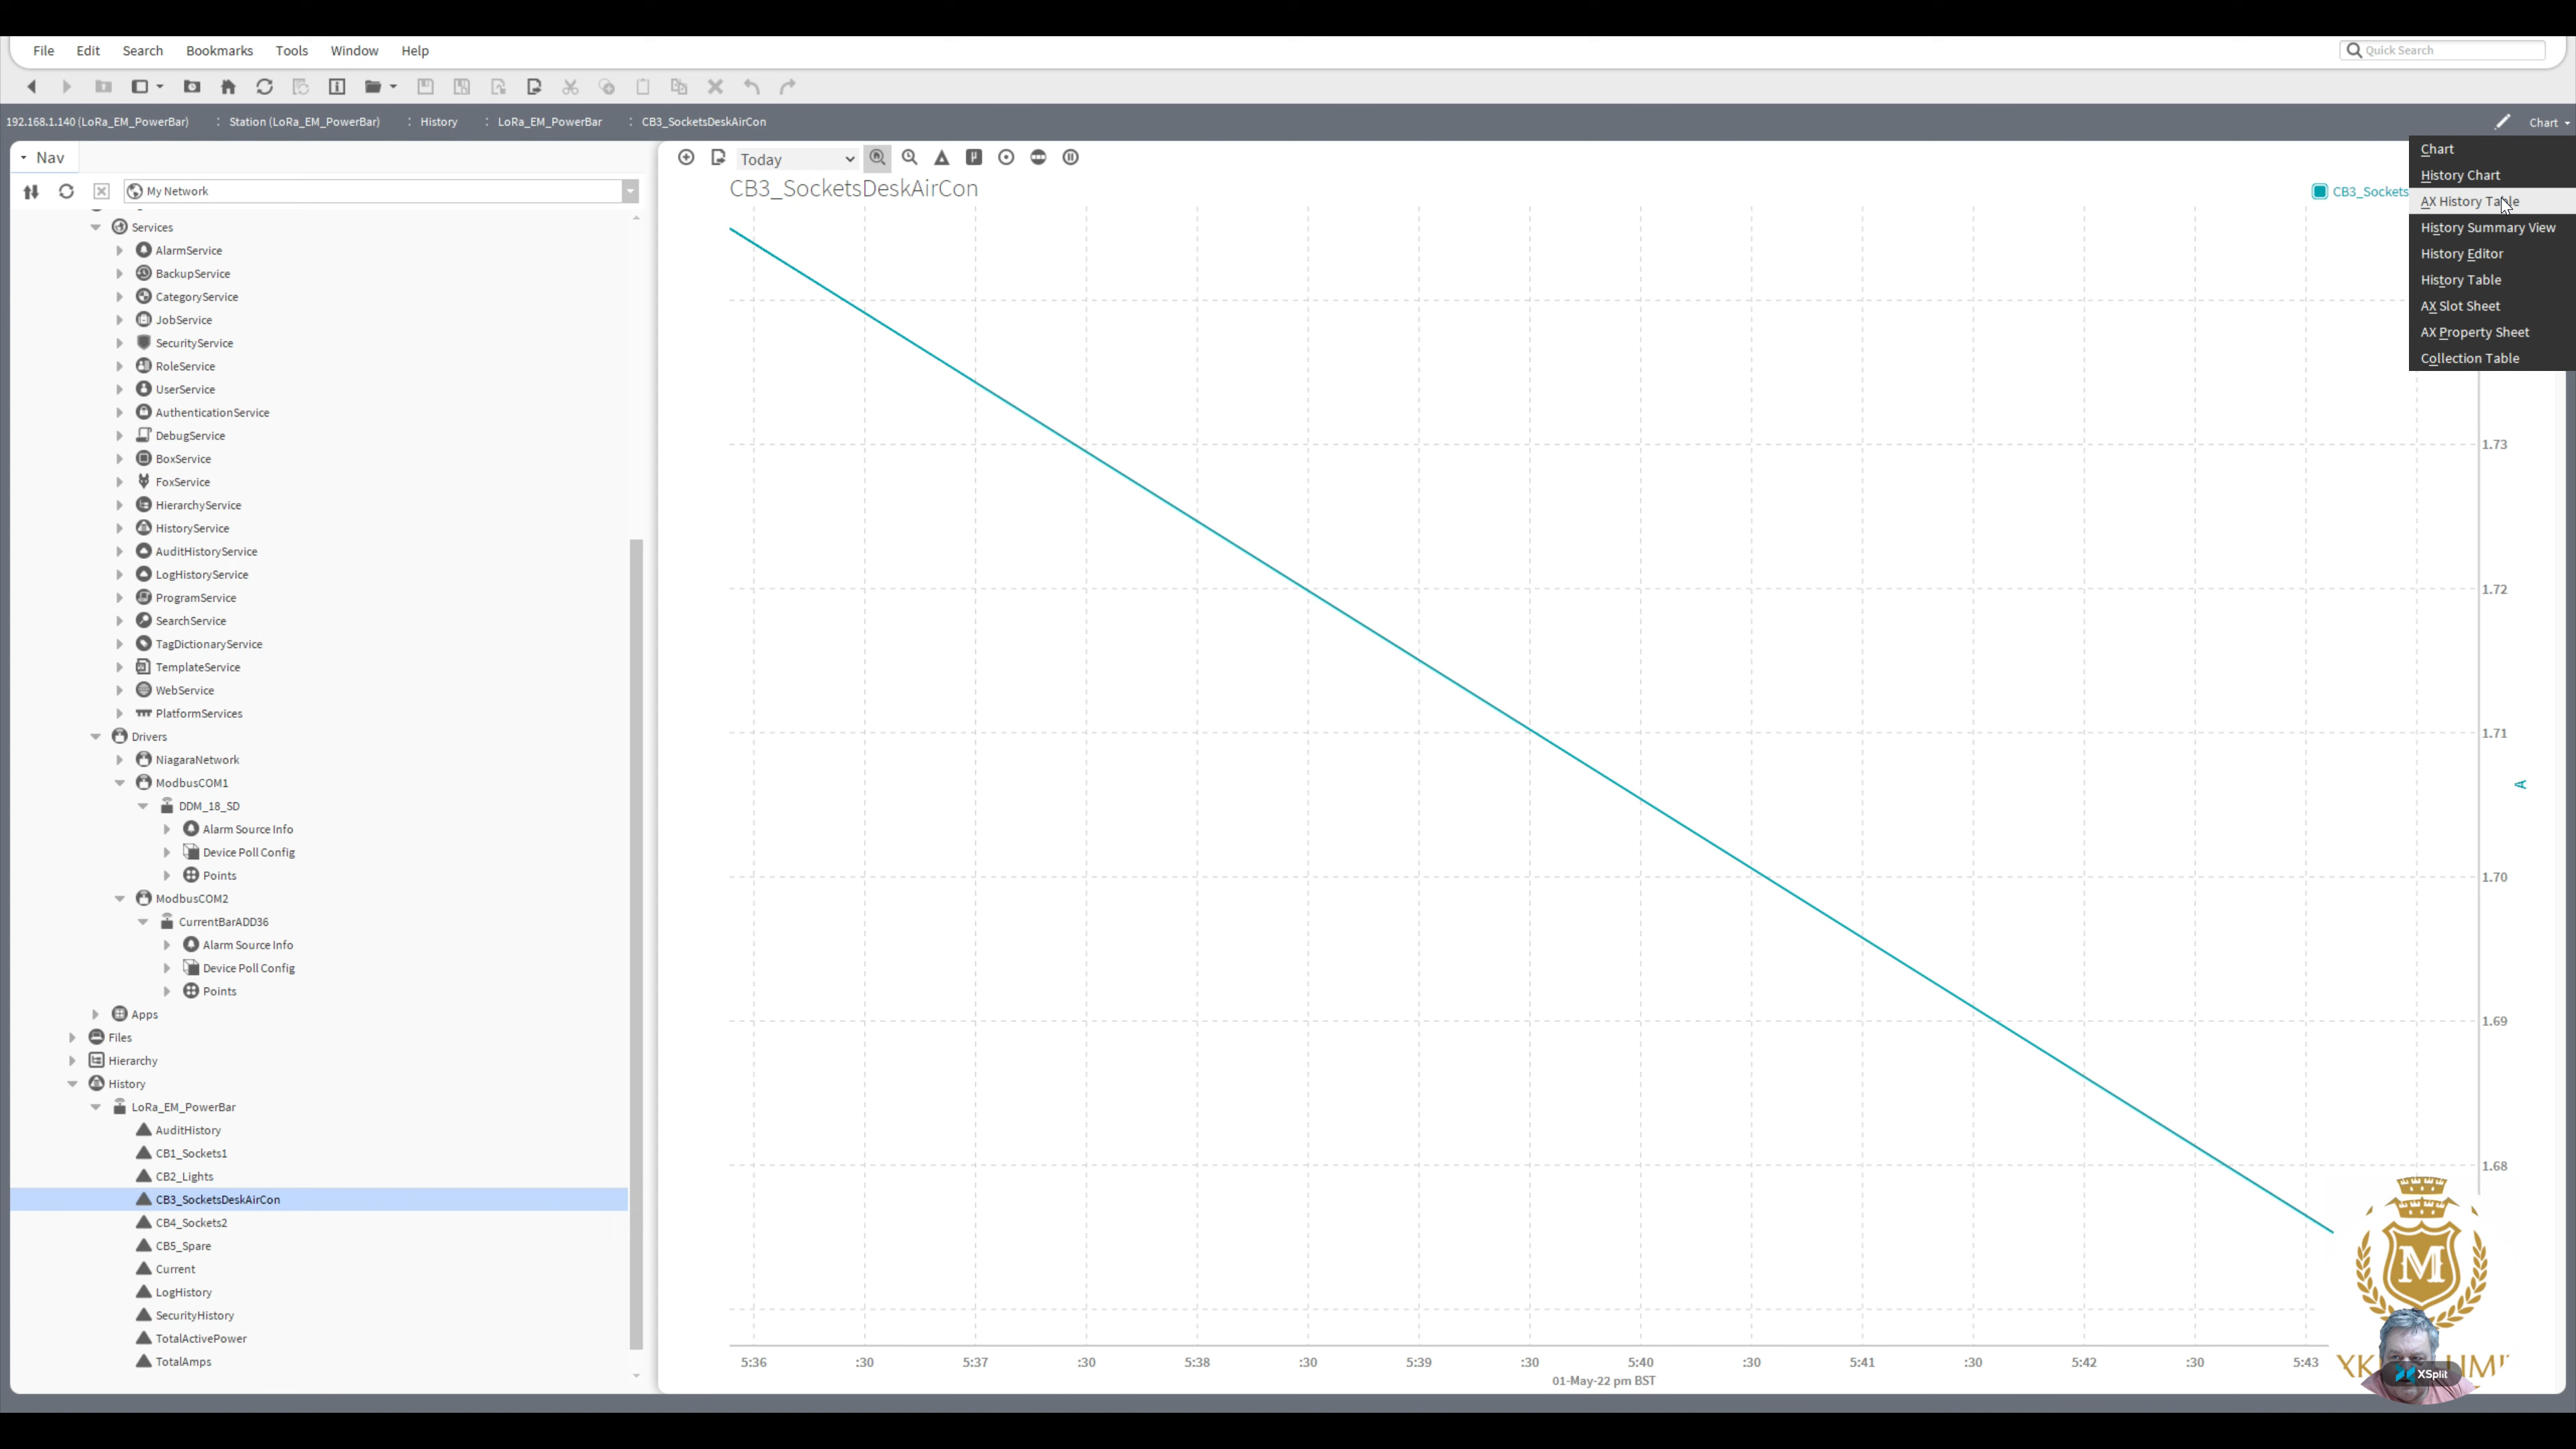 File Edit Search Bookmarks Tools Window Help
Quick Search
192.168.1.140 (LoRa_EM_PowerBar) : Station (LoRa_EM_PowerBar) : History : LoRa_EM_PowerBar : CB3_SocketsDeskAirCon
Chart
Nav
My Network
Services
AlarmService
BackupService
CategoryService
JobService
SecurityService
RoleService
UserService
AuthenticationService
DebugService
BoxService
FoxService
HierarchyService
HistoryService
AuditHistoryService
LogHistoryService
ProgramService
SearchService
TagDictionaryService
TemplateService
WebService
PlatformServices
Drivers
NiagaraNetwork
ModbusCOM1
DDM_18_SD
Alarm Source Info
Device Poll Config
Points
ModbusCOM2
CurrentBarADD36
Alarm Source Info
Device Poll Config
Points
Apps
Files
Hierarchy
History
LoRa_EM_PowerBar
AuditHistory
CB1_Sockets1
CB2_Lights
CB3_SocketsDeskAirCon
CB4_Sockets2
CB5_Spare
Current
LogHistory
SecurityHistory
TotalActivePower
TotalAmps
Today
CB3_SocketsDeskAirCon
CB3_Sockets
Chart
History Chart
AX History Table
History Summary View
History Editor
History Table
AX Slot Sheet
AX Property Sheet
Collection Table
1.73
1.72
1.71
A
1.70
1.69
1.68
5:36 :30 5:37 :30 5:38 :30 5:39 :30 5:40 :30 5:41 :30 5:42 :30 5:43
01-May-22 pm BST
M
XSplit